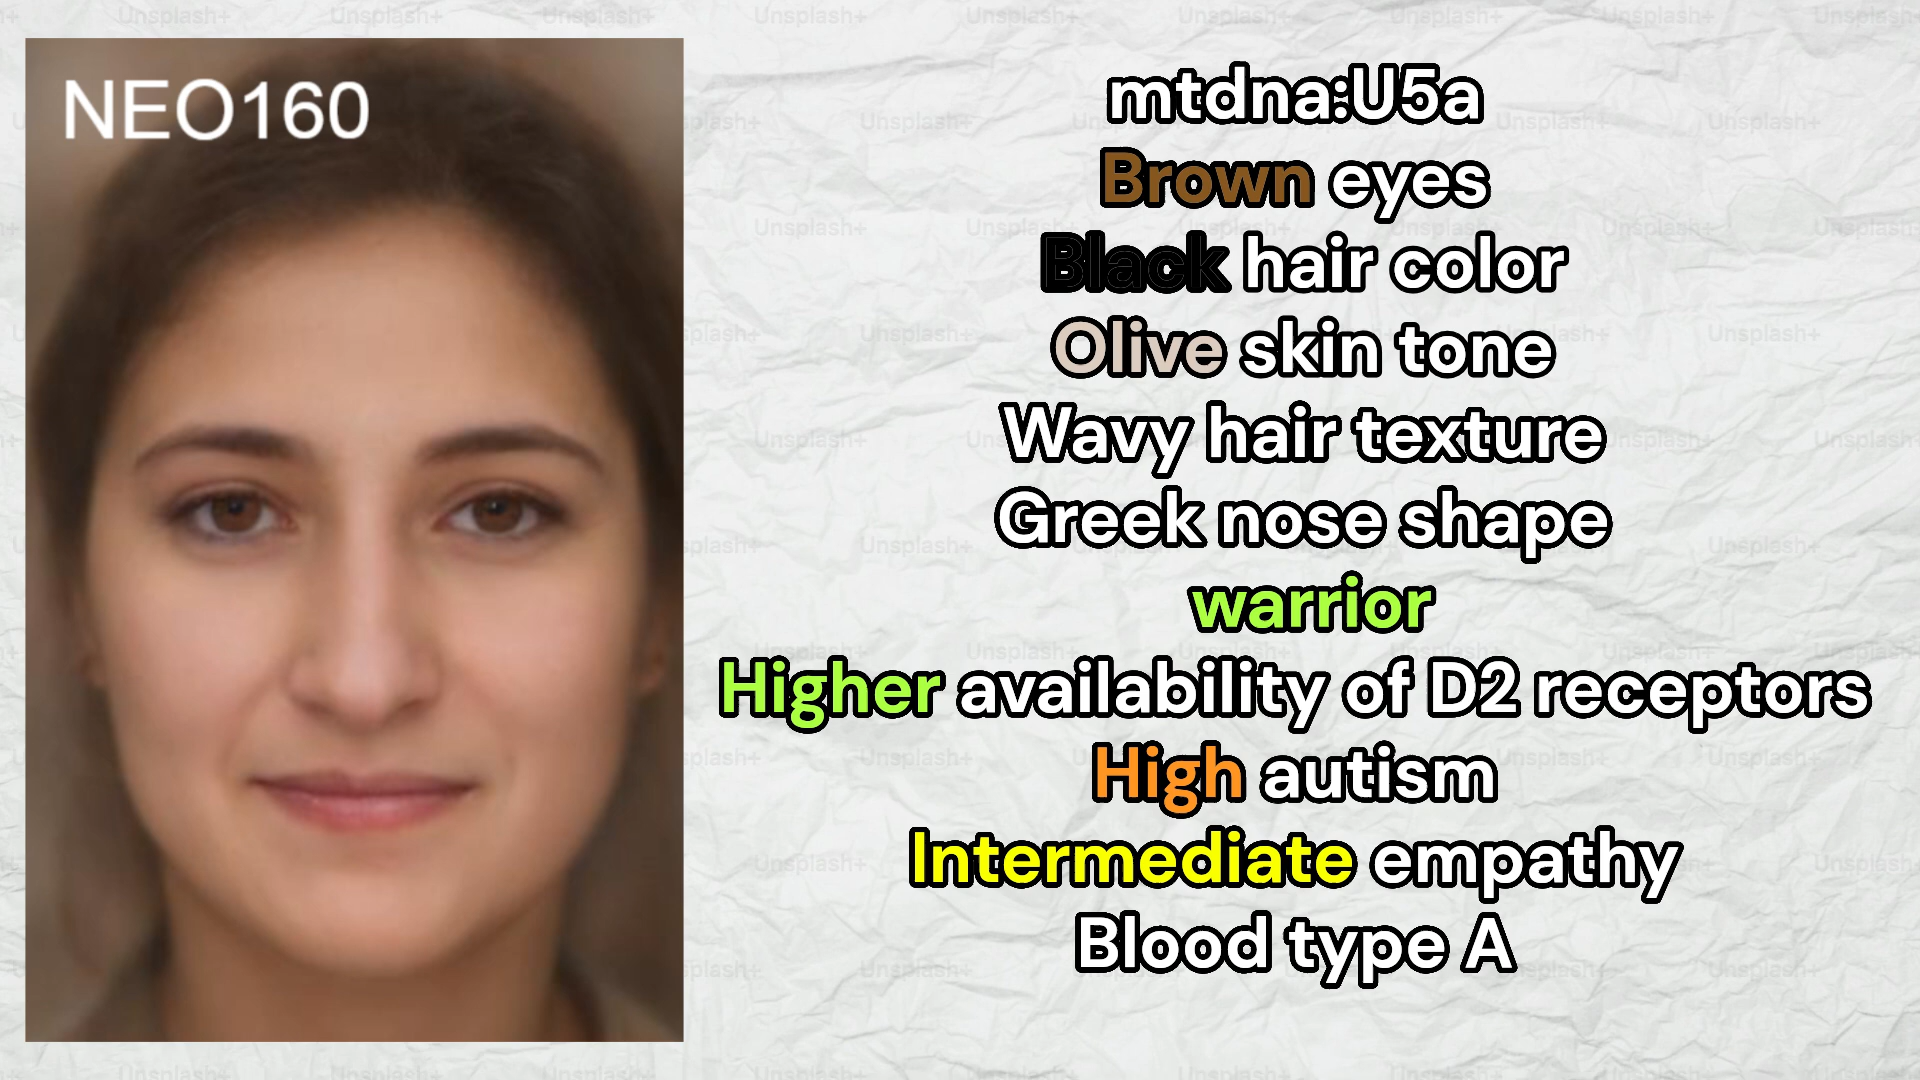 NEO160
mtdna:U5a
Brown eyes
Black hair color
Olive skin tone
Wavy hair texture
Greek nose shape
warrior
Higher availability of D2 receptors
High autism
Intermediate empathy
Blood type A
Unsplash+